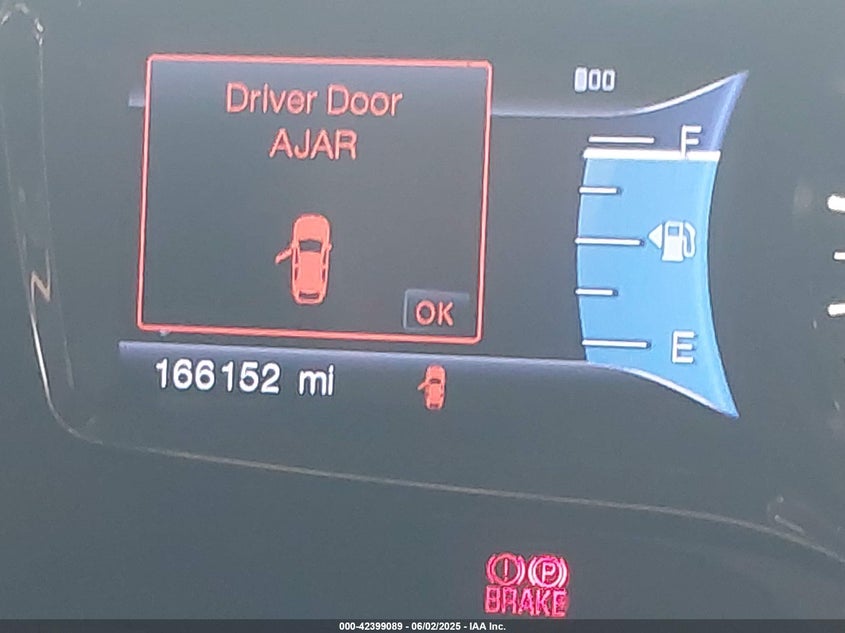 Driver Door
AJAR
OK
F
E
166152 mi
(!) (P)
BRAKE
000-42399089 - 06/02/2025 - IAA Inc.